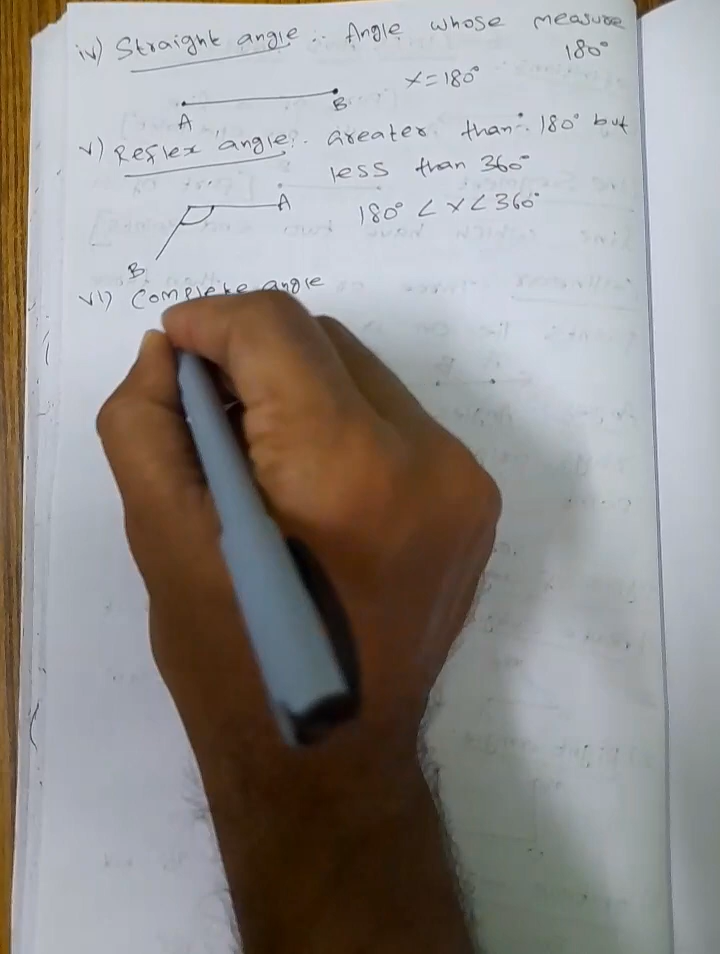 iv) Straight angle :. Angle whose measure
180°
x = 180°
A B
v) Reflex angle :. Greater than :. 180° but
less than 360°
A
180° < x < 360°
B
vi) Complete angle